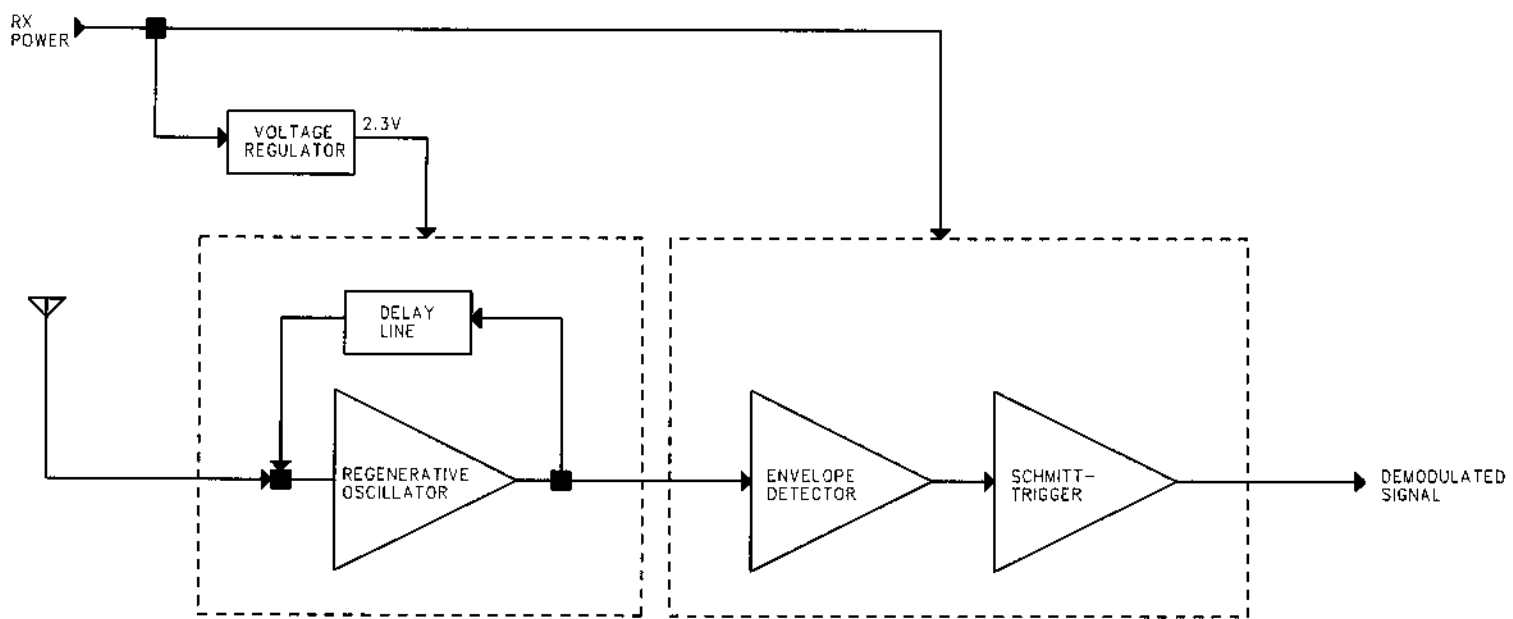 RX
POWER
VOLTAGE
REGULATOR
2.3V
DELAY
LINE
REGENERATIVE
OSCILLATOR
ENVELOPE
DETECTOR
SCHMITT-
TRIGGER
DEMODULATED
SIGNAL